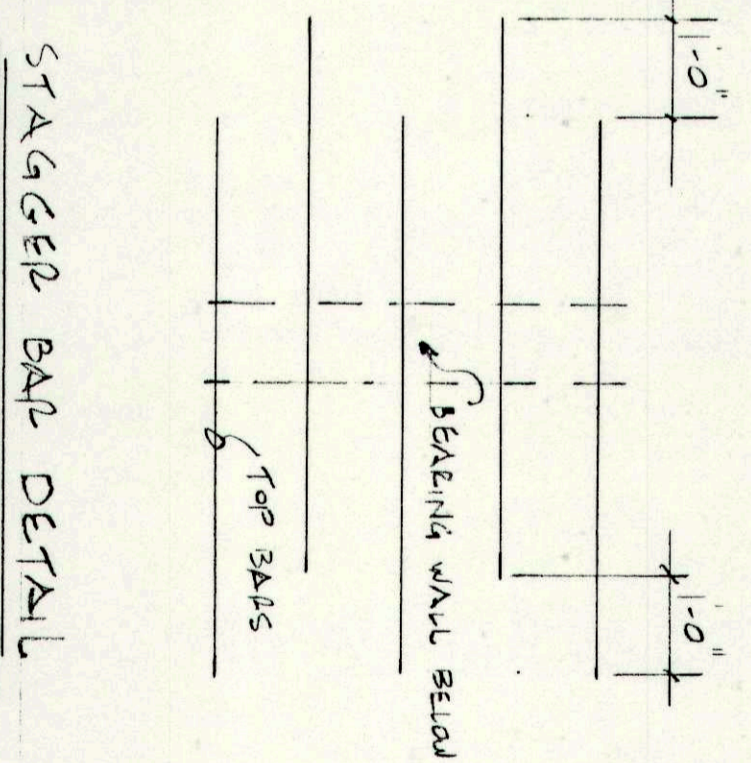 1'-0"
1'-0"
BEARING WALL BELOW
TOP BARS
STAGGER BAR DETAIL